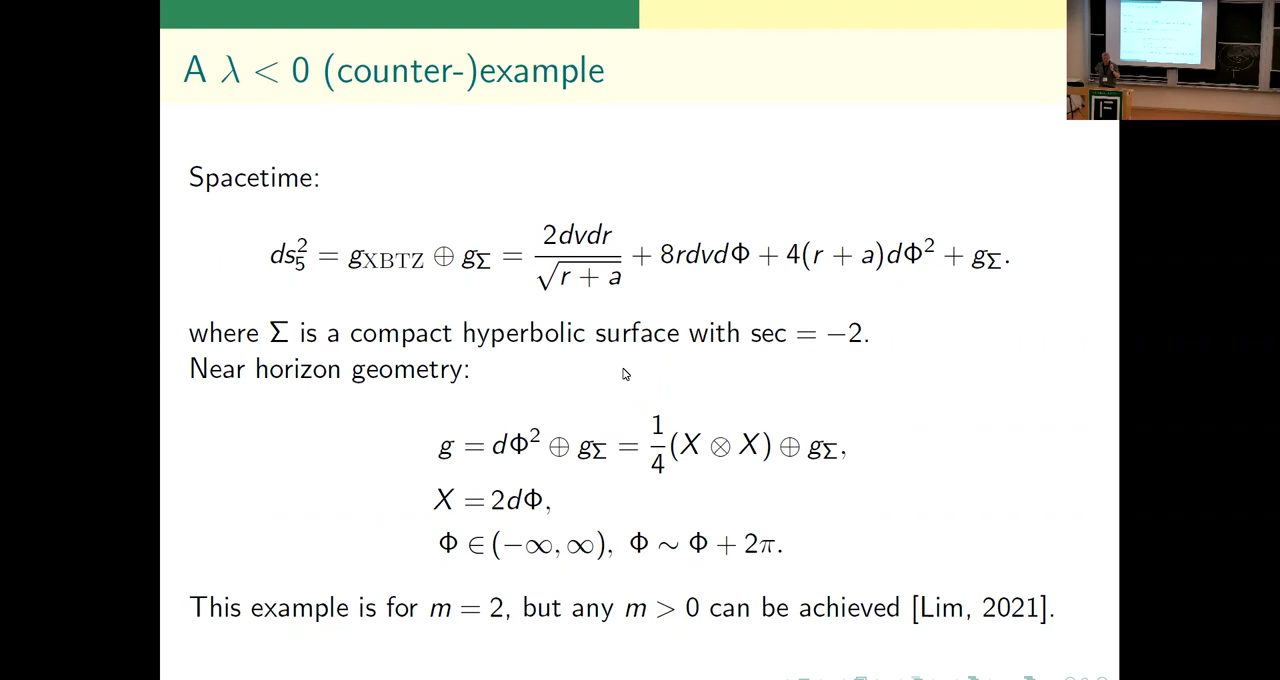 A λ < 0 (counter-)example
Spacetime:
ds₅² = g_XBTZ ⊕ g_Σ = 2dvdr / √(r + a) + 8rdvdΦ + 4(r + a)dΦ² + g_Σ.
where Σ is a compact hyperbolic surface with sec = −2.
Near horizon geometry:
g = dΦ² ⊕ g_Σ = 1/4 (X ⊗ X) ⊕ g_Σ,
X = 2dΦ,
Φ ∈ (−∞, ∞), Φ ∼ Φ + 2π.
This example is for m = 2, but any m > 0 can be achieved [Lim, 2021].